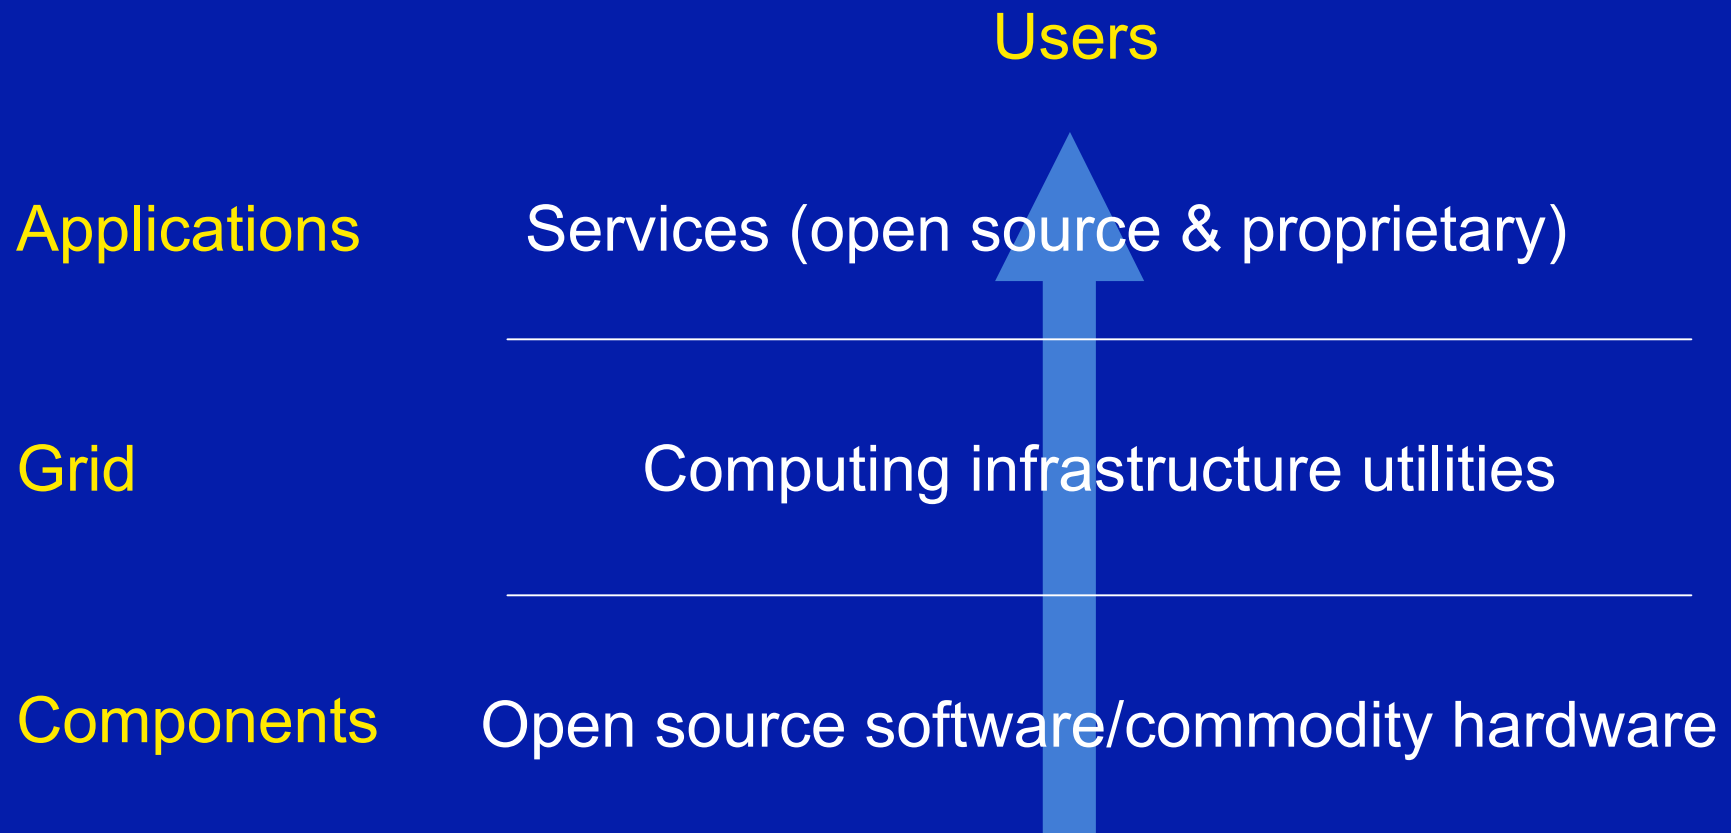 Users
Applications
Services (open source & proprietary)
Grid
Computing infrastructure utilities
Components
Open source software/commodity hardware